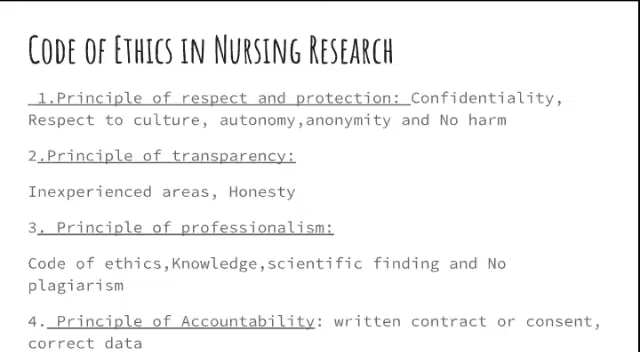 Code of Ethics in Nursing Research
1.Principle of respect and protection: Confidentiality,
Respect to culture, autonomy,anonymity and No harm
2.Principle of transparency:
Inexperienced areas, Honesty
3. Principle of professionalism:
Code of ethics,Knowledge,scientific finding and No
plagiarism
4. Principle of Accountability: written contract or consent,
correct data